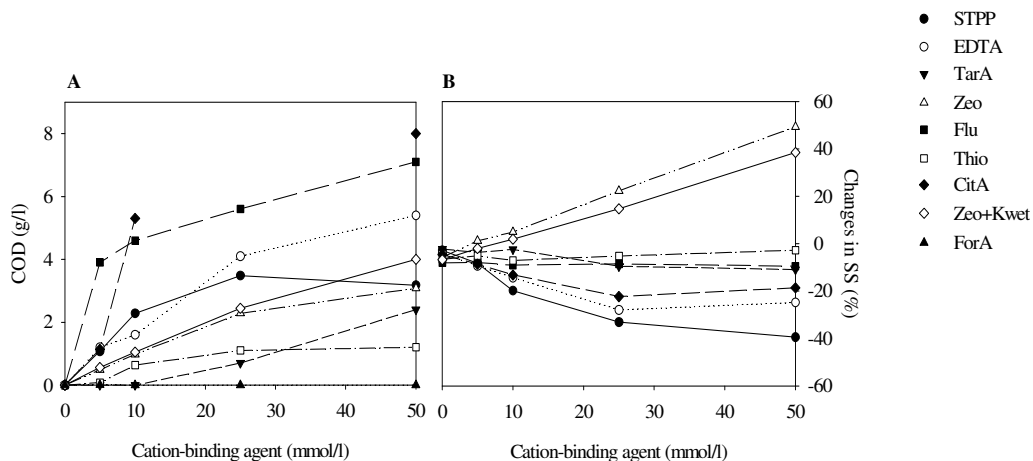 A
B
COD (g/l)
8
6
4
2
0
0
10
20
30
40
50
Cation-binding agent (mmol/l)
60
40
20
0
-20
-40
-60
Changes in SS (%)
0
10
20
30
40
50
Cation-binding agent (mmol/l)
STPP
EDTA
TarA
Zeo
Flu
Thio
CitA
Zeo+Kwet
ForA